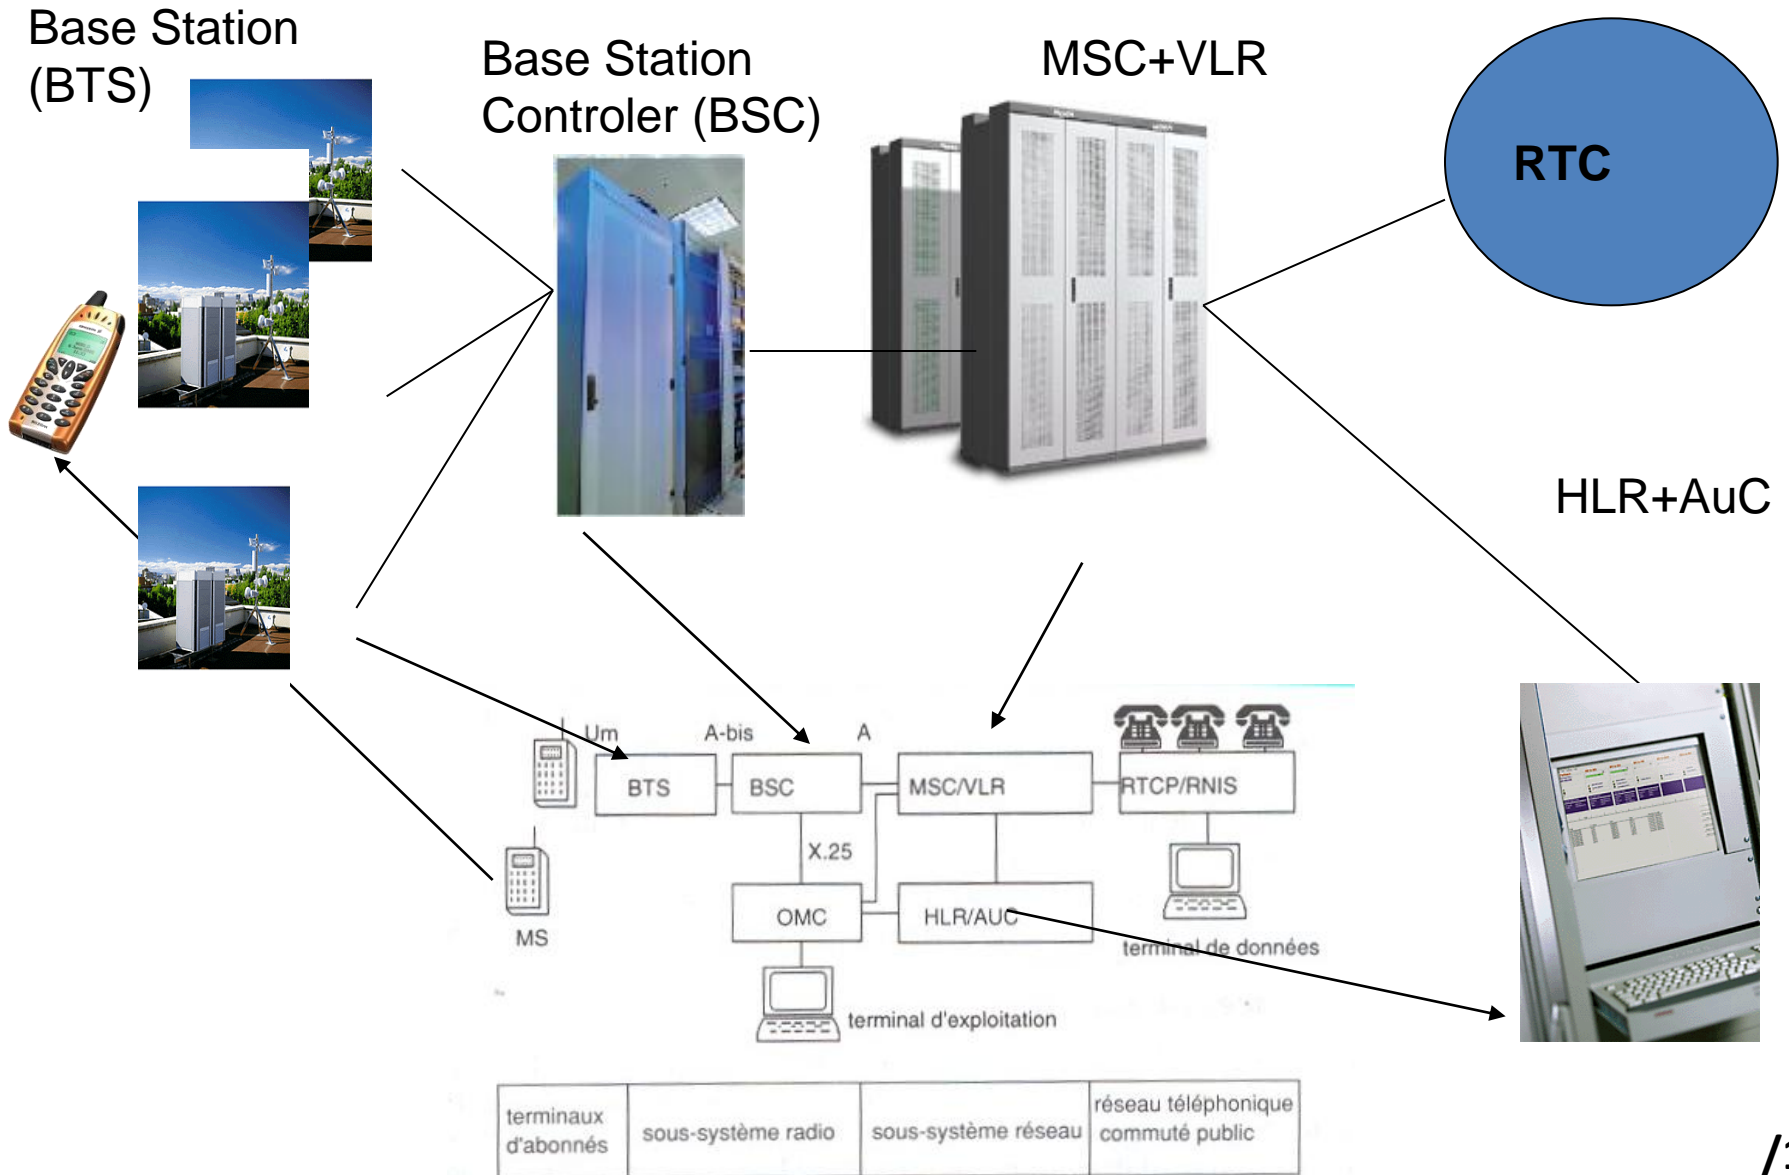 Base Station
(BTS)
Base Station
Controler (BSC)
MSC+VLR
RTC
HLR+AuC
Um
A-bis
A
BTS
BSC
MSC/VLR
RTCP/RNIS
X.25
OMC
HLR/AUC
MS
terminal de données
terminal d'exploitation
terminaux
d'abonnés
sous-système radio
sous-système réseau
réseau téléphonique
commuté public